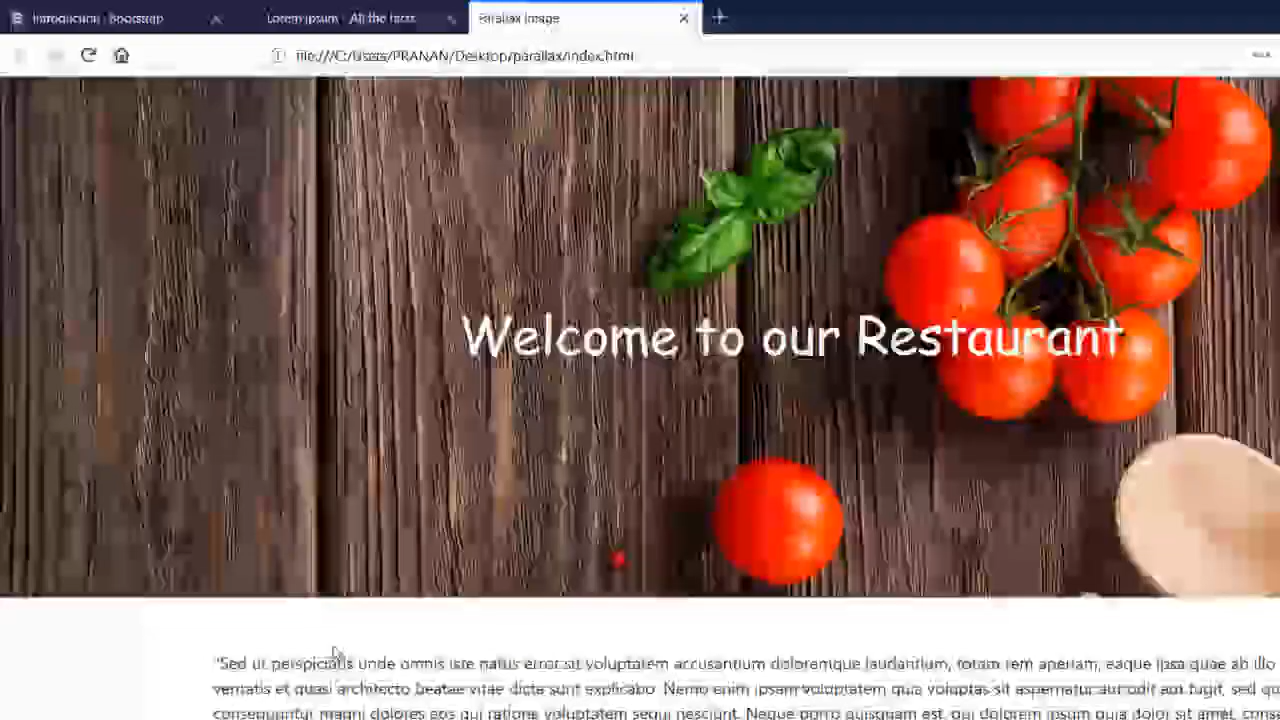 Introduction · Bootstrap
Lorem Ipsum - All the facts
Parallax Image
file:///C:/Users/PRANAN/Desktop/parallax/index.html
Welcome to our Restaurant
"Sed ut perspiciatis unde omnis iste natus error sit voluptatem accusantium doloremque laudantium, totam rem aperiam, eaque ipsa quae ab illo
veritatis et quasi architecto beatae vitae dicta sunt explicabo. Nemo enim ipsam voluptatem quia voluptas sit aspernatur aut odit aut fugit, sed
consequuntur magni dolores eos qui ratione voluptatem sequi nesciunt. Neque porro quisquam est, qui dolorem ipsum quia dolor sit amet,